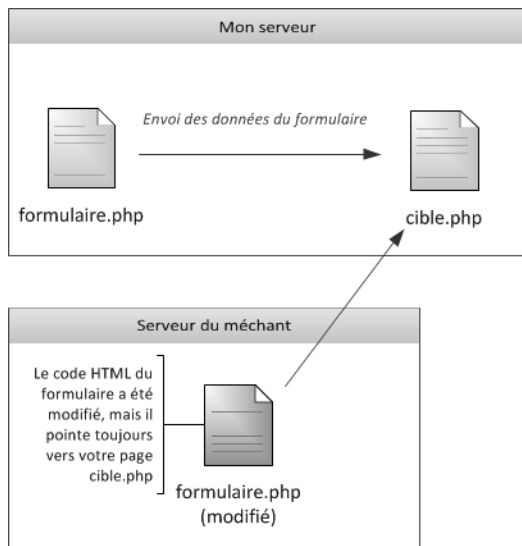 Mon serveur
Envoi des données du formulaire
formulaire.php
cible.php
Serveur du méchant
Le code HTML du
formulaire a été
modifié, mais il
pointe toujours
vers votre page
cible.php
formulaire.php
(modifié)